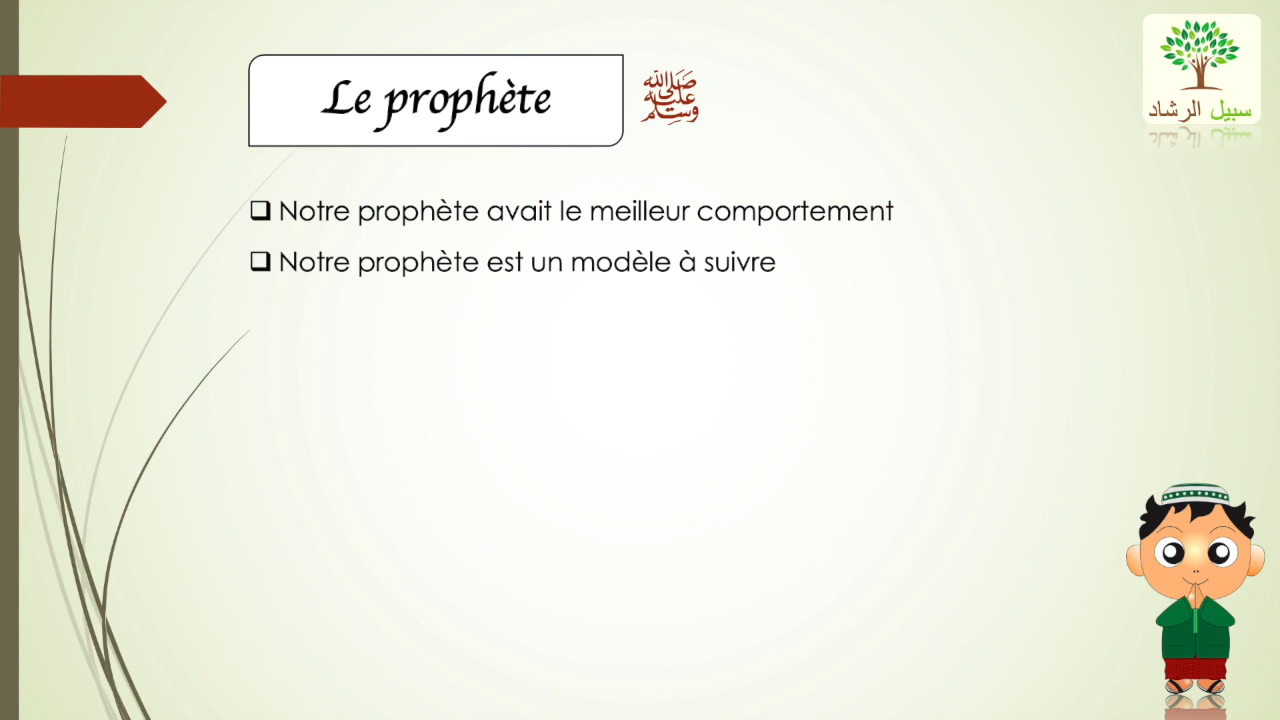 Le prophète
صلى الله
عليه
وسلم
سبيل الرشاد
Notre prophète avait le meilleur comportement
Notre prophète est un modèle à suivre